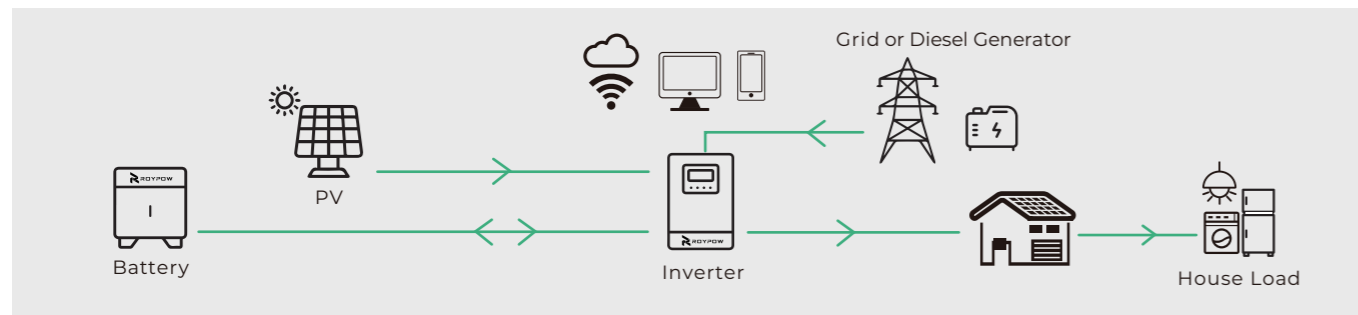 Grid or Diesel Generator
PV
ROYPOW
Battery
ROYPOW
Inverter
House Load